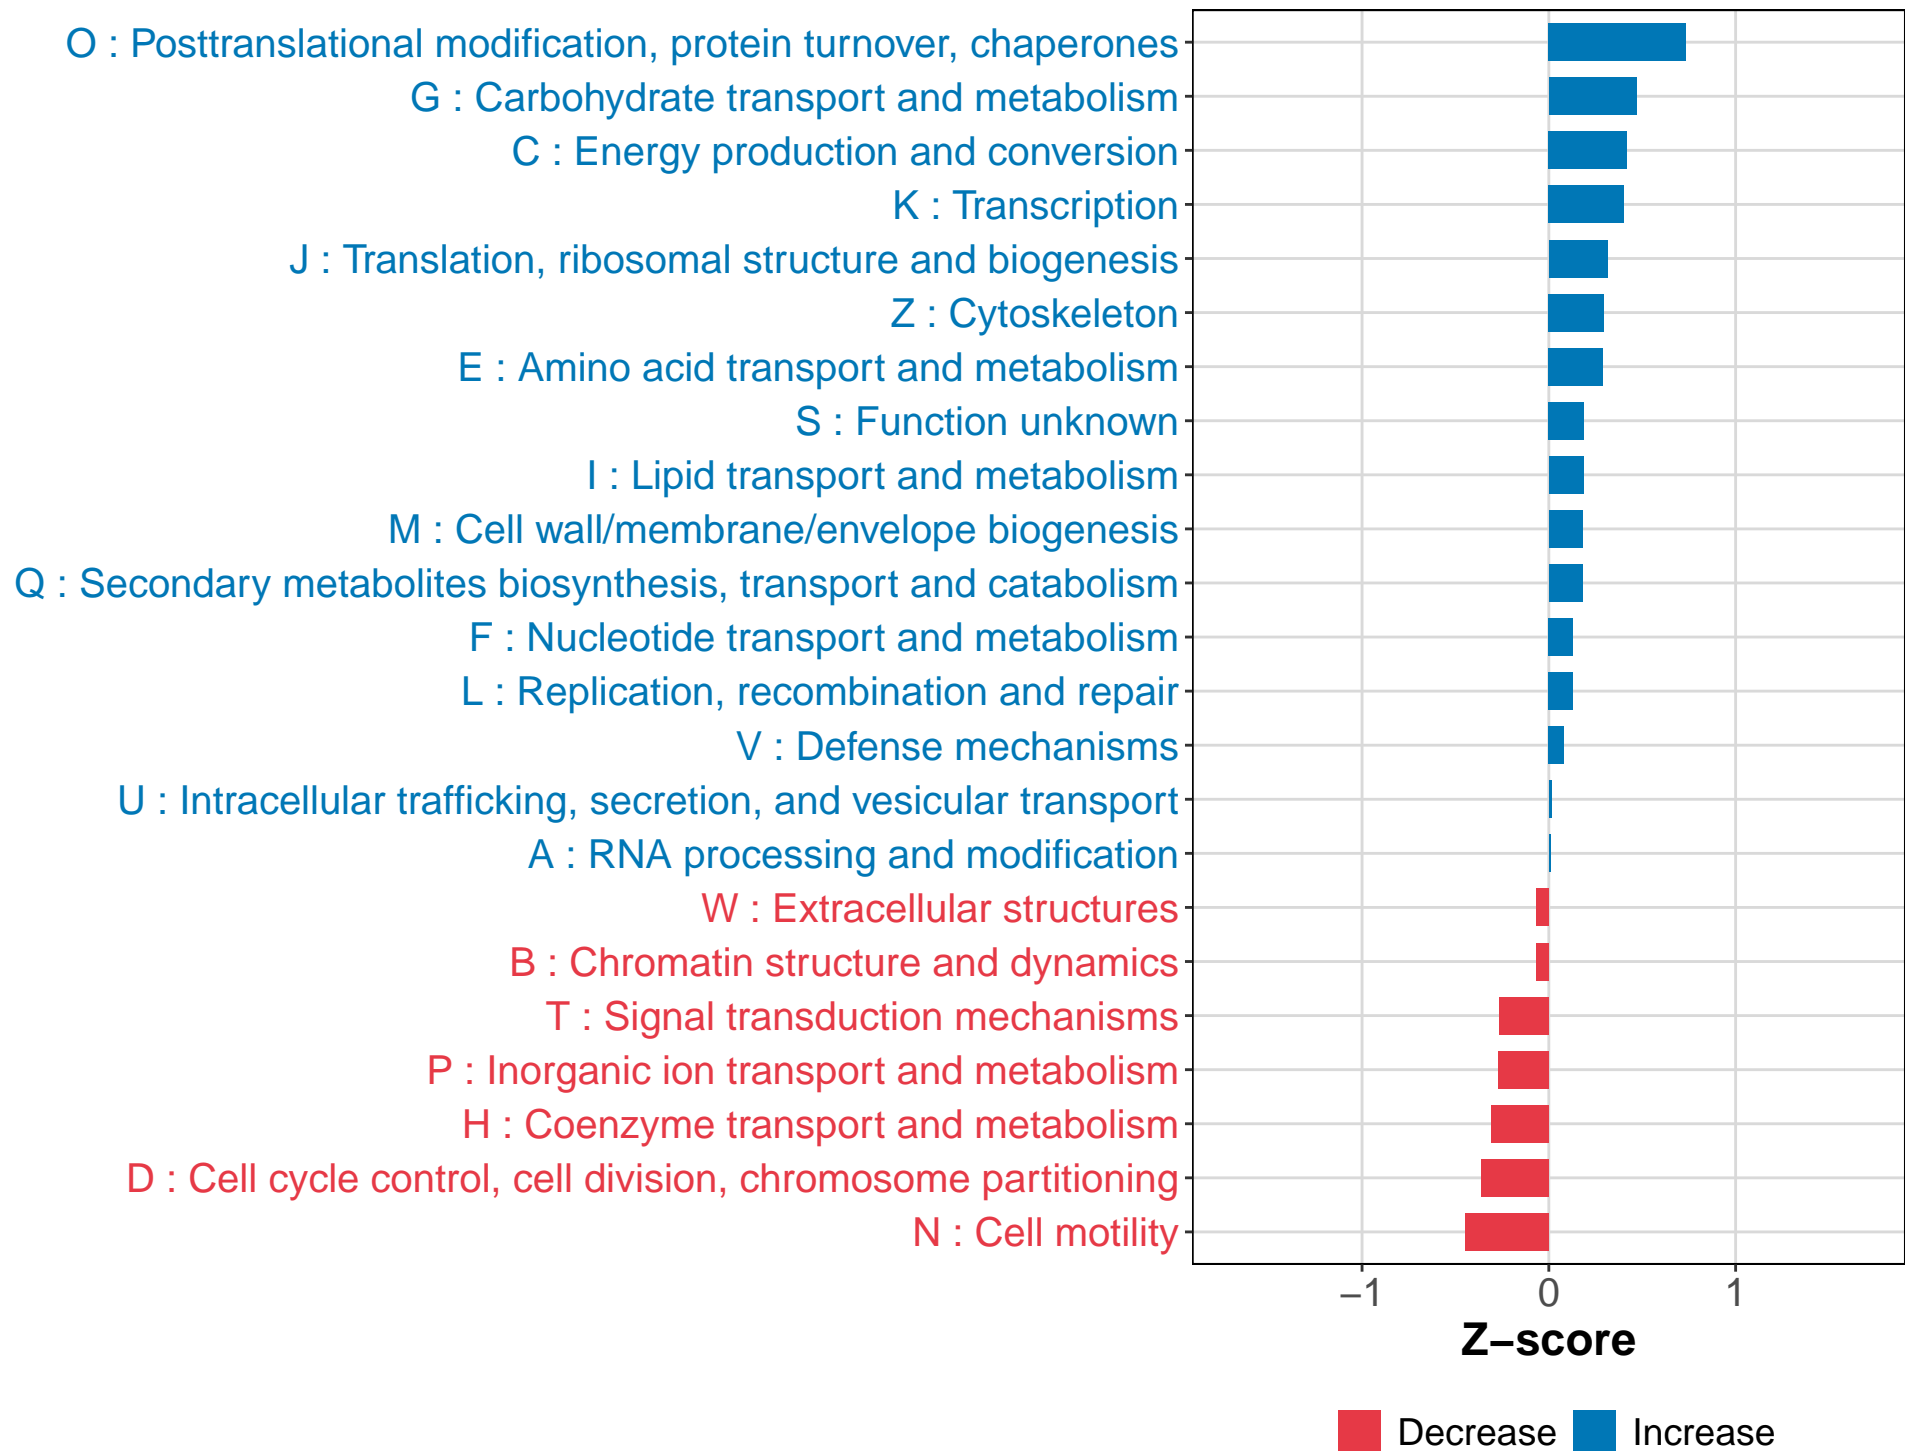 O : Posttranslational modification, protein turnover, chaperones
G : Carbohydrate transport and metabolism
C : Energy production and conversion
K : Transcription
J : Translation, ribosomal structure and biogenesis
Z : Cytoskeleton
E : Amino acid transport and metabolism
S : Function unknown
I : Lipid transport and metabolism
M : Cell wall/membrane/envelope biogenesis
Q : Secondary metabolites biosynthesis, transport and catabolism
F : Nucleotide transport and metabolism
L : Replication, recombination and repair
V : Defense mechanisms
U : Intracellular trafficking, secretion, and vesicular transport
A : RNA processing and modification
W : Extracellular structures
B : Chromatin structure and dynamics
T : Signal transduction mechanisms
P : Inorganic ion transport and metabolism
H : Coenzyme transport and metabolism
D : Cell cycle control, cell division, chromosome partitioning
N : Cell motility
−1 0 1
Z−score
Decrease Increase